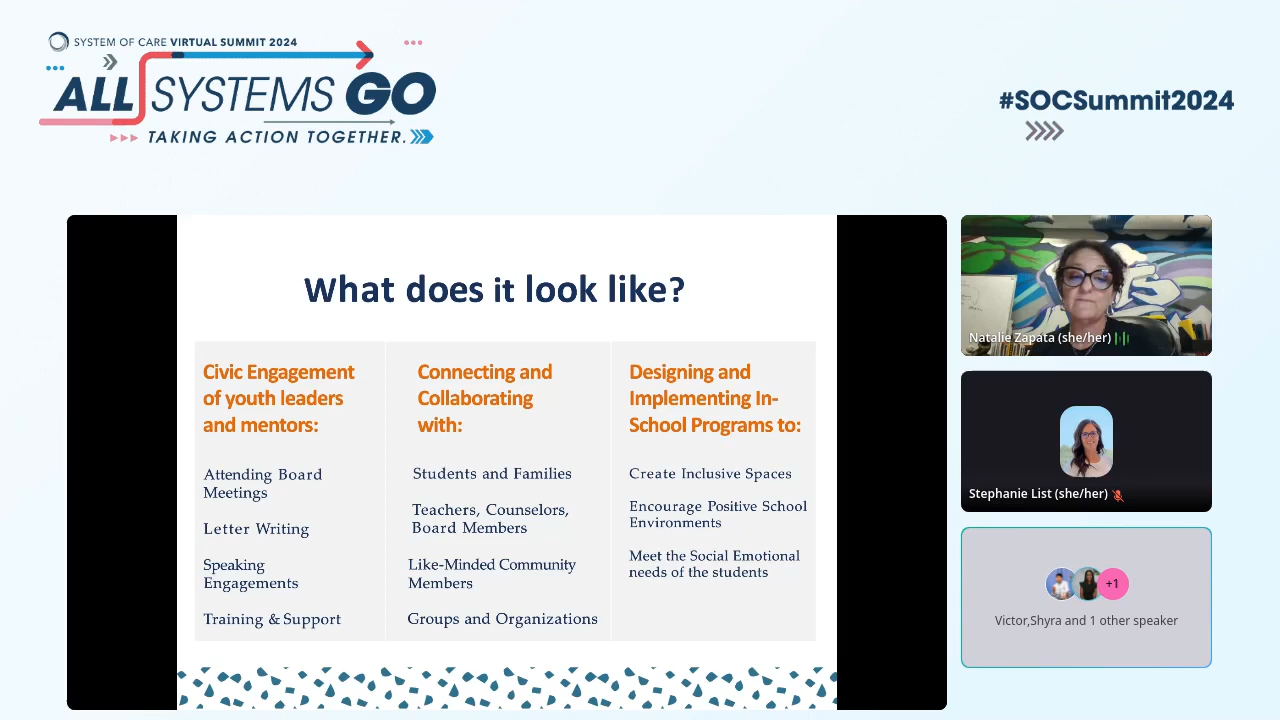 SYSTEM OF CARE VIRTUAL SUMMIT 2024
ALL SYSTEMS GO
TAKING ACTION TOGETHER.
#SOCSummit2024
What does it look like?
Civic Engagement
of youth leaders
and mentors:
Attending Board
Meetings
Letter Writing
Speaking
Engagements
Training & Support
Connecting and
Collaborating
with:
Students and Families
Teachers, Counselors,
Board Members
Like-Minded Community
Members
Groups and Organizations
Designing and
Implementing In-
School Programs to:
Create Inclusive Spaces
Encourage Positive School
Environments
Meet the Social Emotional
needs of the students
Natalie Zapata (she/her)
Stephanie List (she/her)
+1
Victor,Shyra and 1 other speaker